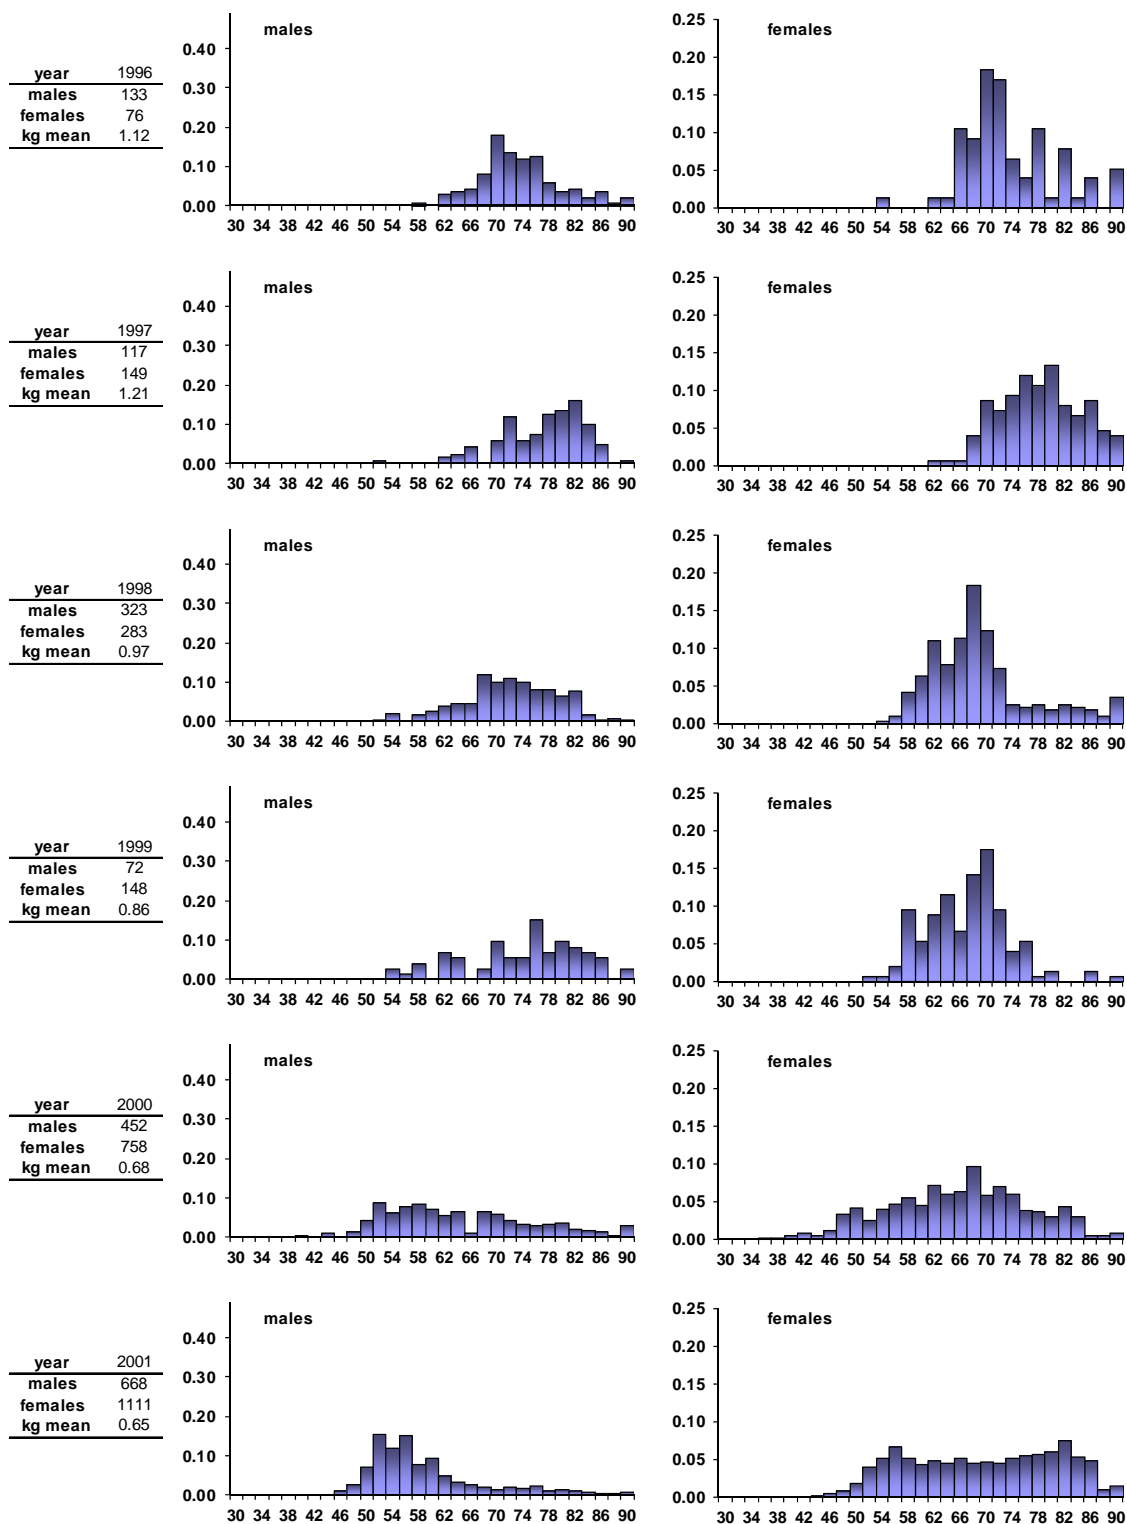 males
females
0.40
0.30
0.20
0.10
0.00
0.25
0.20
0.15
0.10
0.05
0.00
year 1996
males 133
females 76
kg mean 1.12
30 34 38 42 46 50 54 58 62 66 70 74 78 82 86 90
30 34 38 42 46 50 54 58 62 66 70 74 78 82 86 90
males
females
0.40
0.30
0.20
0.10
0.00
0.25
0.20
0.15
0.10
0.05
0.00
year 1997
males 117
females 149
kg mean 1.21
30 34 38 42 46 50 54 58 62 66 70 74 78 82 86 90
30 34 38 42 46 50 54 58 62 66 70 74 78 82 86 90
males
females
0.40
0.30
0.20
0.10
0.00
0.25
0.20
0.15
0.10
0.05
0.00
year 1998
males 323
females 283
kg mean 0.97
30 34 38 42 46 50 54 58 62 66 70 74 78 82 86 90
30 34 38 42 46 50 54 58 62 66 70 74 78 82 86 90
males
females
0.40
0.30
0.20
0.10
0.00
0.25
0.20
0.15
0.10
0.05
0.00
year 1999
males 72
females 148
kg mean 0.86
30 34 38 42 46 50 54 58 62 66 70 74 78 82 86 90
30 34 38 42 46 50 54 58 62 66 70 74 78 82 86 90
males
females
0.40
0.30
0.20
0.10
0.00
0.25
0.20
0.15
0.10
0.05
0.00
year 2000
males 452
females 758
kg mean 0.68
30 34 38 42 46 50 54 58 62 66 70 74 78 82 86 90
30 34 38 42 46 50 54 58 62 66 70 74 78 82 86 90
males
females
0.40
0.30
0.20
0.10
0.00
0.25
0.20
0.15
0.10
0.05
0.00
year 2001
males 668
females 1111
kg mean 0.65
30 34 38 42 46 50 54 58 62 66 70 74 78 82 86 90
30 34 38 42 46 50 54 58 62 66 70 74 78 82 86 90